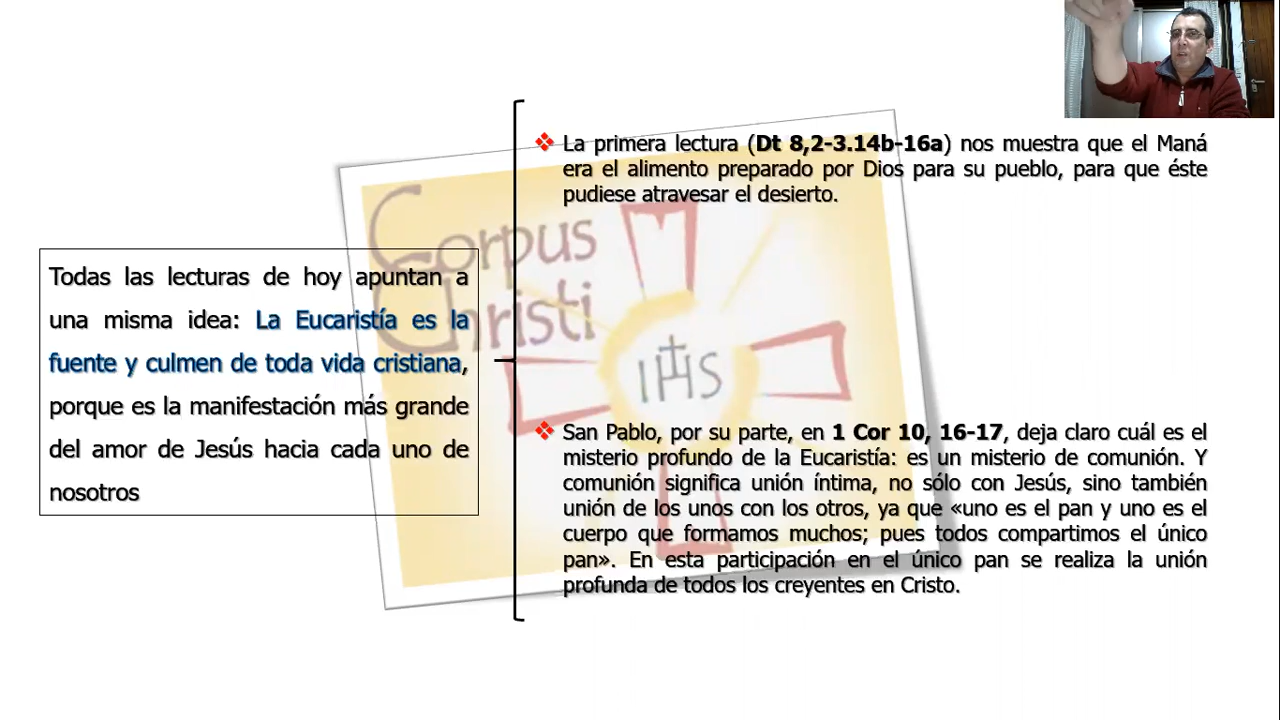 Todas las lecturas de hoy apuntan a
una misma idea: La Eucaristía es la
fuente y culmen de toda vida cristiana,
porque es la manifestación más grande
del amor de Jesús hacia cada uno de
nosotros
Corpus
Christi
IHS
La primera lectura (Dt 8,2-3.14b-16a) nos muestra que el Maná
era el alimento preparado por Dios para su pueblo, para que éste
pudiese atravesar el desierto.
San Pablo, por su parte, en 1 Cor 10, 16-17, deja claro cuál es el
misterio profundo de la Eucaristía: es un misterio de comunión. Y
comunión significa unión íntima, no sólo con Jesús, sino también
unión de los unos con los otros, ya que «uno es el pan y uno es el
cuerpo que formamos muchos; pues todos compartimos el único
pan». En esta participación en el único pan se realiza la unión
profunda de todos los creyentes en Cristo.